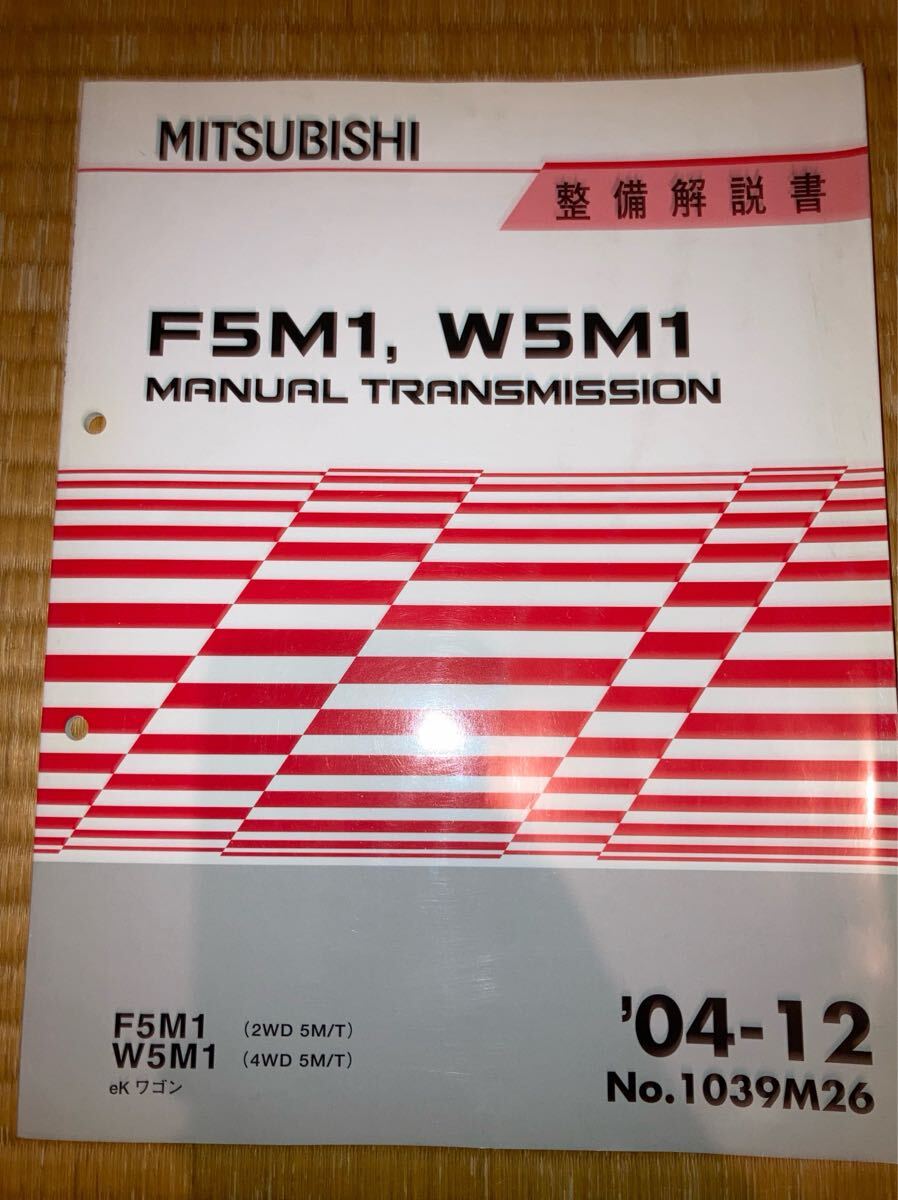 MITSUBISHI
整備解説書
F5M1, W5M1
MANUAL TRANSMISSION
F5M1 (2WD 5M/T)
W5M1 (4WD 5M/T)
eK ワゴン
'04-12
No.1039M26